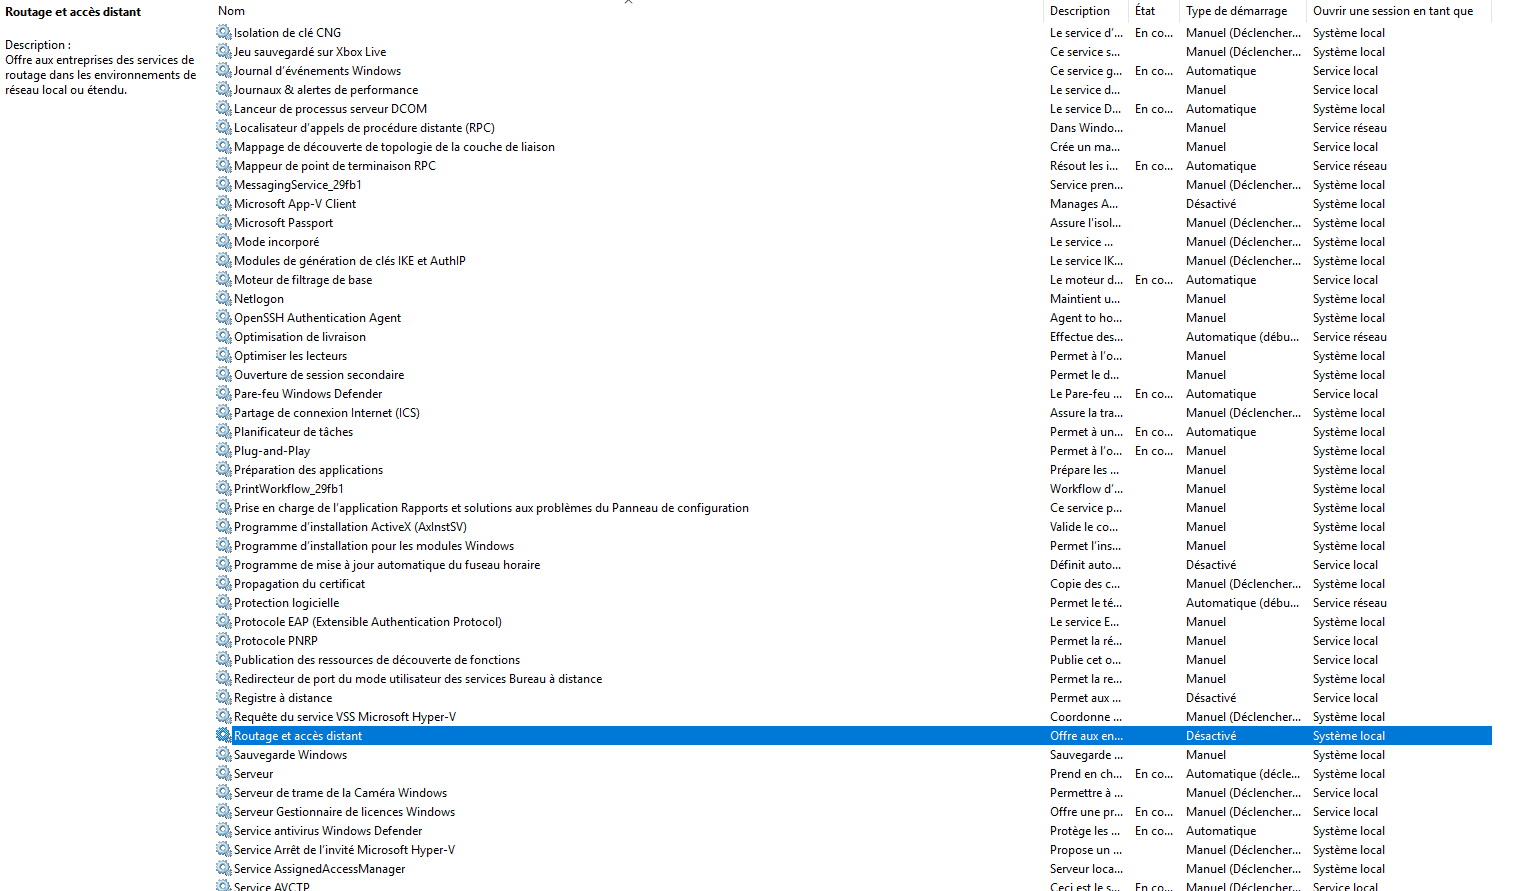 Routage et accès distant
Description :
Offre aux entreprises des services de
routage dans les environnements de
réseau local ou étendu.
Nom Description État Type de démarrage Ouvrir une session en tant que
Isolation de clé CNG Le service d'... En co... Manuel (Déclencher... Système local
Jeu sauvegardé sur Xbox Live Ce service s... Manuel (Déclencher... Système local
Journal d'événements Windows Ce service g... En co... Automatique Service local
Journaux & alertes de performance Le service d... Manuel Service local
Lanceur de processus serveur DCOM Le service D... En co... Automatique Système local
Localisateur d'appels de procédure distante (RPC) Dans Windo... Manuel Service réseau
Mappage de découverte de topologie de la couche de liaison Crée un ma... Manuel Service local
Mappeur de point de terminaison RPC Résout les i... En co... Automatique Service réseau
MessagingService_29fb1 Service pren... Manuel (Déclencher... Système local
Microsoft App-V Client Manages A... Désactivé Système local
Microsoft Passport Assure l'isol... Manuel (Déclencher... Système local
Mode incorporé Le service ... Manuel (Déclencher... Système local
Modules de génération de clés IKE et AuthIP Le service IK... Manuel (Déclencher... Système local
Moteur de filtrage de base Le moteur d... En co... Automatique Service local
Netlogon Maintient u... Manuel Système local
OpenSSH Authentication Agent Agent to ho... Manuel Système local
Optimisation de livraison Effectue des... Automatique (débu... Service réseau
Optimiser les lecteurs Permet à l'o... Manuel Système local
Ouverture de session secondaire Permet le d... Manuel Système local
Pare-feu Windows Defender Le Pare-feu ... En co... Automatique Service local
Partage de connexion Internet (ICS) Assure la tra... Manuel (Déclencher... Système local
Planificateur de tâches Permet à un... En co... Automatique Système local
Plug-and-Play Permet à l'o... En co... Manuel Système local
Préparation des applications Prépare les ... Manuel Système local
PrintWorkflow_29fb1 Workflow d'... Manuel Système local
Prise en charge de l'application Rapports et solutions aux problèmes du Panneau de configuration Ce service p... Manuel Système local
Programme d'installation ActiveX (AxInstSV) Valide le co... Manuel Système local
Programme d'installation pour les modules Windows Permet l'ins... Manuel Système local
Programme de mise à jour automatique du fuseau horaire Définit auto... Désactivé Service local
Propagation du certificat Copie des c... Manuel (Déclencher... Système local
Protection logicielle Permet le té... Automatique (débu... Service réseau
Protocole EAP (Extensible Authentication Protocol) Le service E... Manuel Système local
Protocole PNRP Permet la ré... Manuel Service local
Publication des ressources de découverte de fonctions Publie cet o... Manuel Service local
Redirecteur de port du mode utilisateur des services Bureau à distance Permet la re... Manuel Système local
Registre à distance Permet aux ... Désactivé Service local
Requête du service VSS Microsoft Hyper-V Coordonne ... Manuel (Déclencher... Système local
Routage et accès distant Offre aux en... Désactivé Système local
Sauvegarde Windows Sauvegarde ... Manuel Système local
Serveur Prend en ch... En co... Automatique (décle... Système local
Serveur de trame de la Caméra Windows Permettre à ... Manuel (Déclencher... Service local
Serveur Gestionnaire de licences Windows Offre une pr... En co... Manuel (Déclencher... Service local
Service antivirus Windows Defender Protège les ... En co... Automatique Système local
Service Arrêt de l'invité Microsoft Hyper-V Propose un ... Manuel (Déclencher... Système local
Service AssignedAccessManager Serveur loca... Manuel (Déclencher... Système local
Service AVCTP Ceci est le s... En co... Manuel (Déclencher... Service local